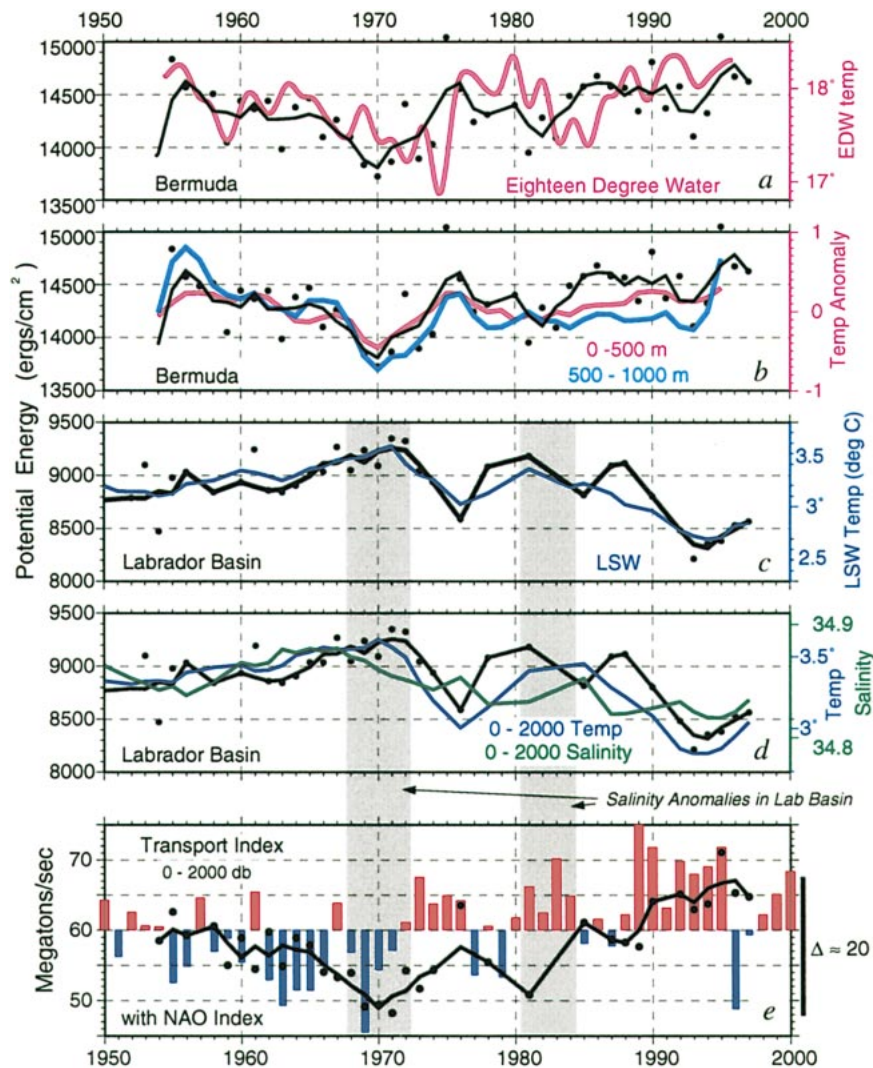 1950 1960 1970 1980 1990 2000
15000
14500
14000
13500
18°
17°
EDW temp
Bermuda
Eighteen Degree Water
a
15000
14500
14000
13500
1
0
-1
Temp Anomaly
0 -500 m
500 - 1000 m
Bermuda
b
Potential Energy (ergs/cm²)
9500
9000
8500
8000
3.5
3°
2.5
LSW Temp (deg C)
Labrador Basin
LSW
c
9500
9000
8500
8000
3.5
3°
Temp
34.9
34.8
Salinity
0 - 2000 Temp
0 - 2000 Salinity
Labrador Basin
d
Salinity Anomalies in Lab Basin
Transport Index
0 - 2000 db
70
60
50
Megatons/sec
Δ ≈ 20
with NAO Index
e
1950 1960 1970 1980 1990 2000